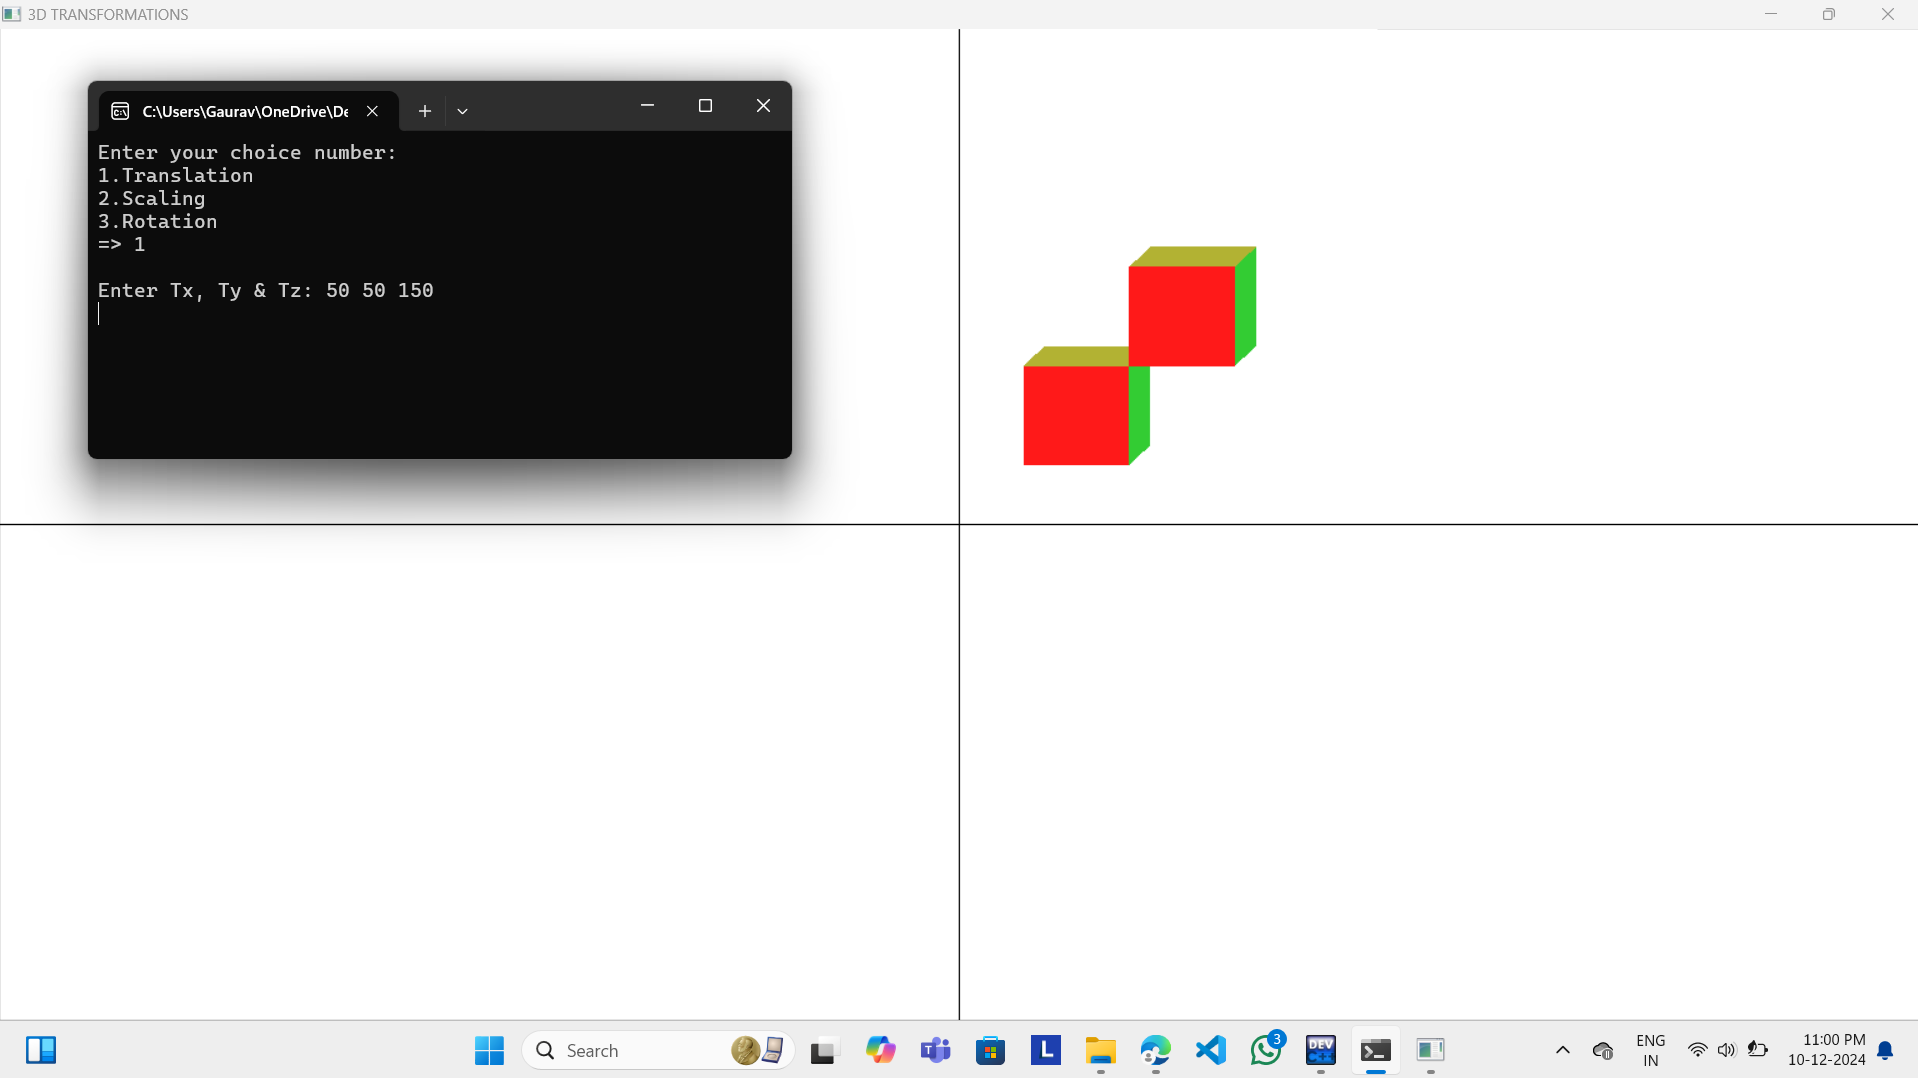 3D TRANSFORMATIONS
C:\Users\Gaurav\OneDrive\De
Enter your choice number:
1.Translation
2.Scaling
3.Rotation
=> 1
Enter Tx, Ty & Tz: 50 50 150
Search
T
L
3
DEV
C++
ENG
IN
11:00 PM
10-12-2024